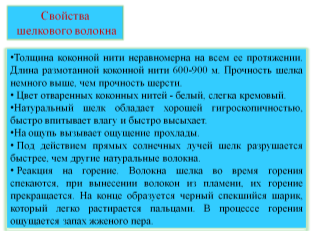 Свойства
шелкового волокна
•Толщина коконной нити неравномерна на всем ее протяжении.
Длина размотанной коконной нити 600-900 м. Прочность шелка
немного выше, чем прочность шерсти.
• Цвет отваренных коконных нитей - белый, слегка кремовый.
•Натуральный шелк обладает хорошей гигроскопичностью,
быстро впитывает влагу и быстро высыхает.
•На ощупь вызывает ощущение прохлады.
• Под действием прямых солнечных лучей шелк разрушается
быстрее, чем другие натуральные волокна.
• Реакция на горение. Волокна шелка во время горения
спекаются, при вынесении волокон из пламени, их горение
прекращается. На конце образуется черный спекшийся шарик,
который легко растирается пальцами. В процессе горения
ощущается запах жженого пера.